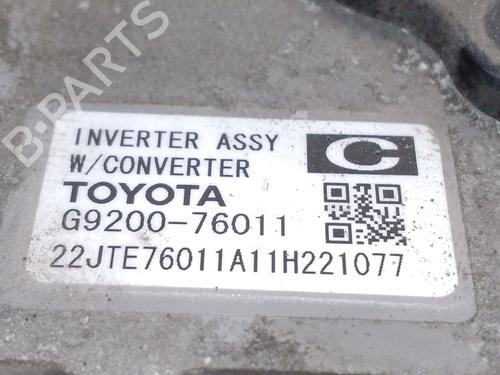 B-PARTS
INVERTER ASSY
W/CONVERTER
C
TOYOTA
G9200-76011
22JTE76011A11H221077